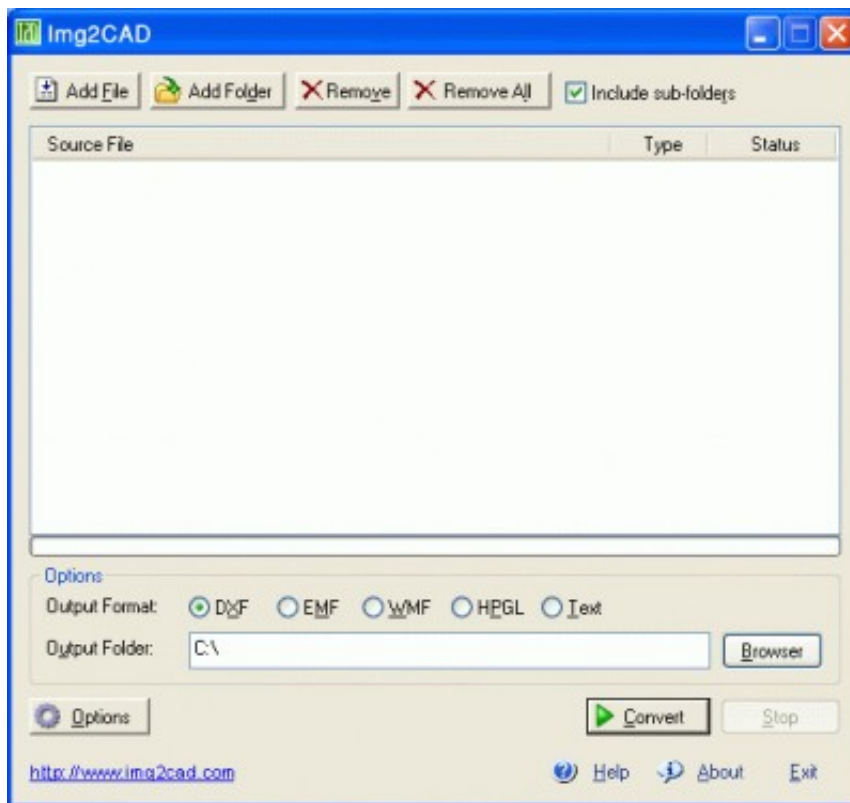 Img2CAD
Add File Add Folder Remove Remove All Include sub-folders
Source File Type Status
Options
Output Format: DXF EMF WMF HPGL Text
Output Folder: C:\ Browser
Options Convert Stop
http://www.img2cad.com Help About Exit